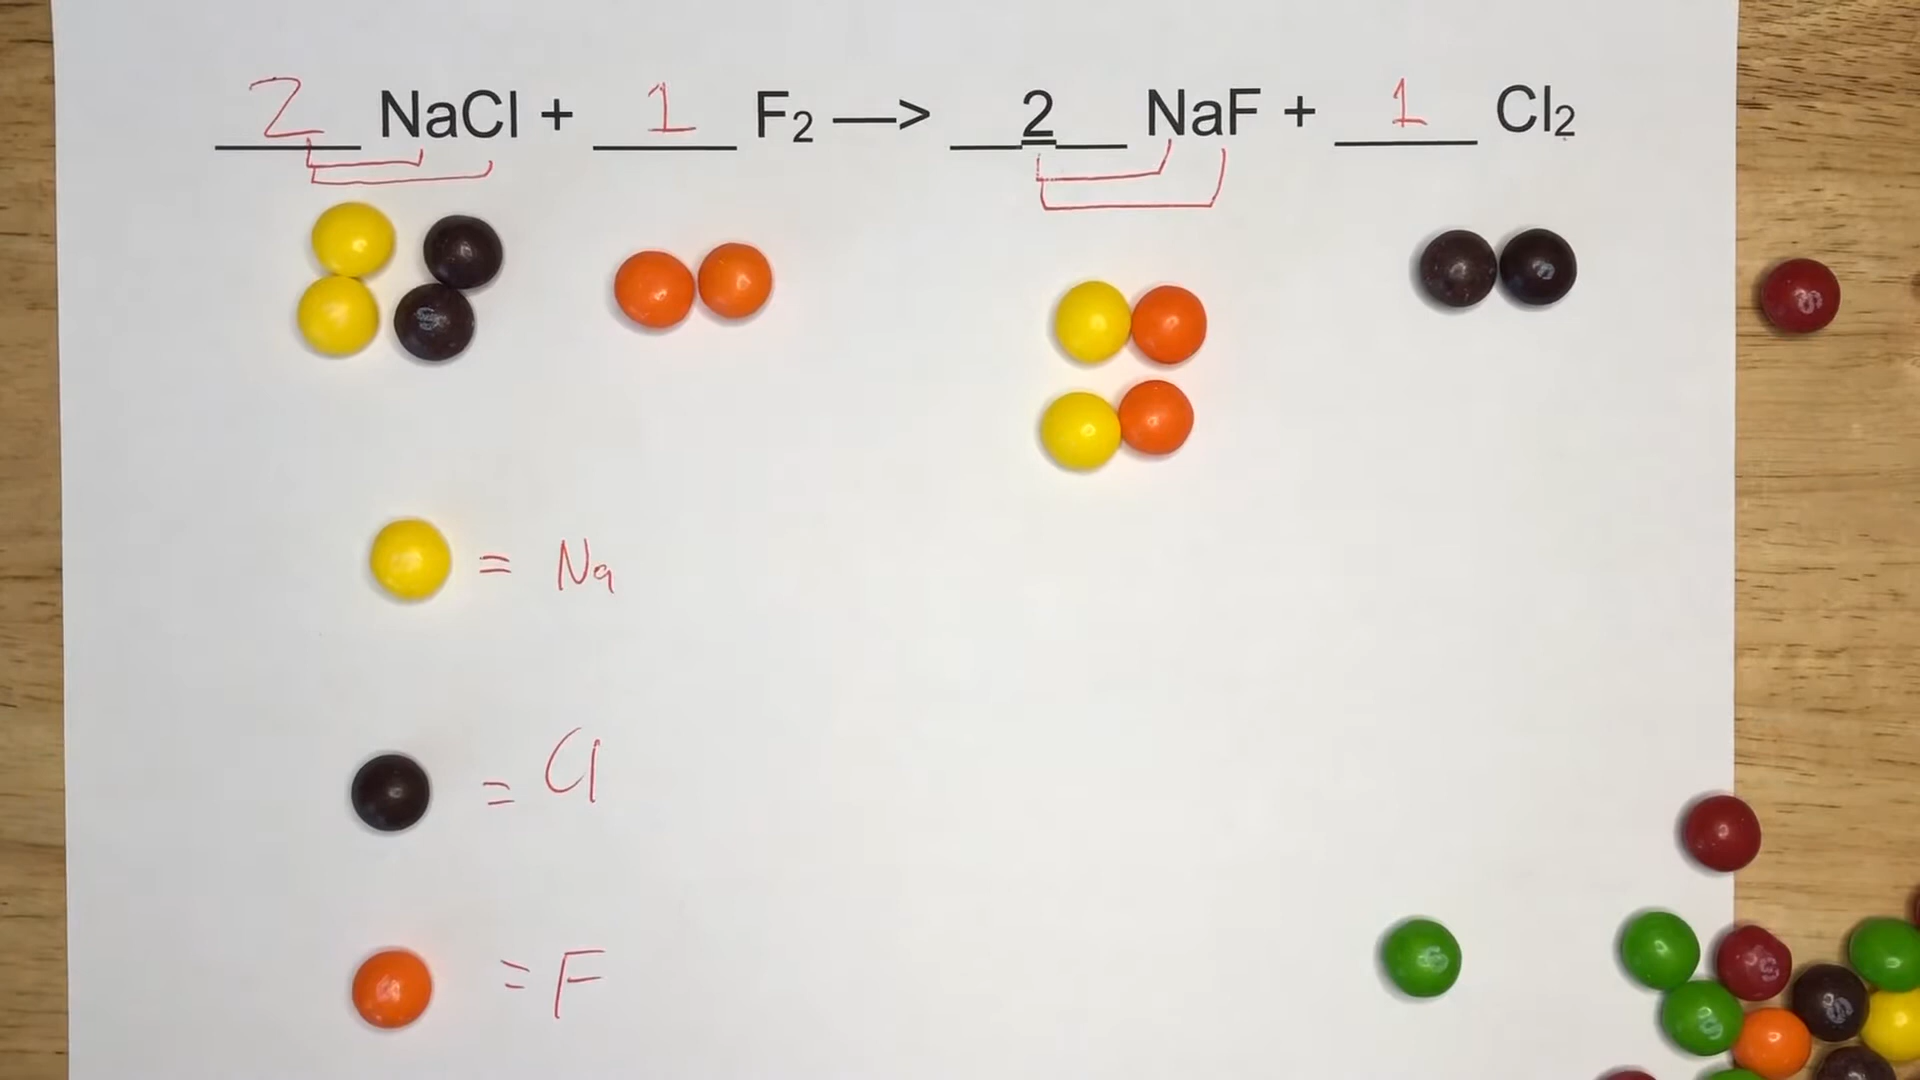 2 NaCl + 1 F2 —> 2 NaF + 1 Cl2
= Na
= Cl
= F